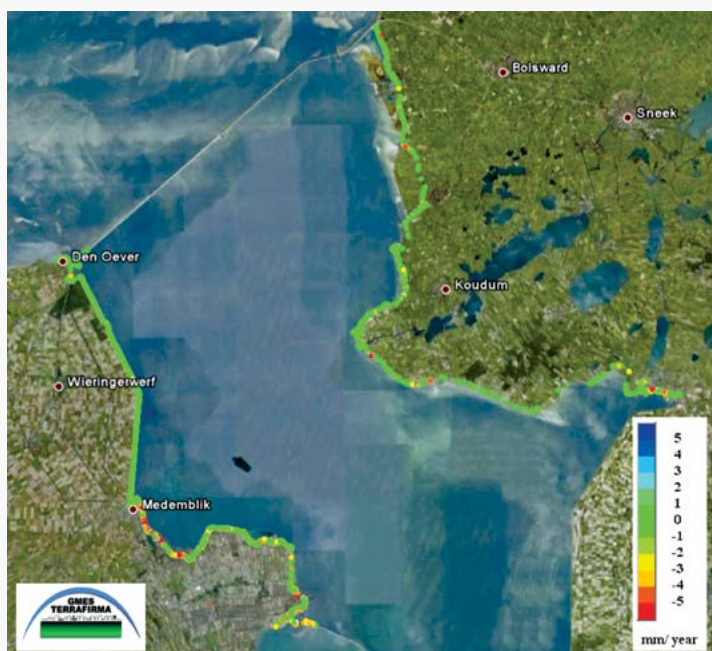 Bolsward
Sneek
Den Oever
Koudum
Wieringerwerf
Medemblik
5
4
3
2
1
0
-1
-2
-3
-4
-5
mm/ year
GMES
TERRAFIRMA